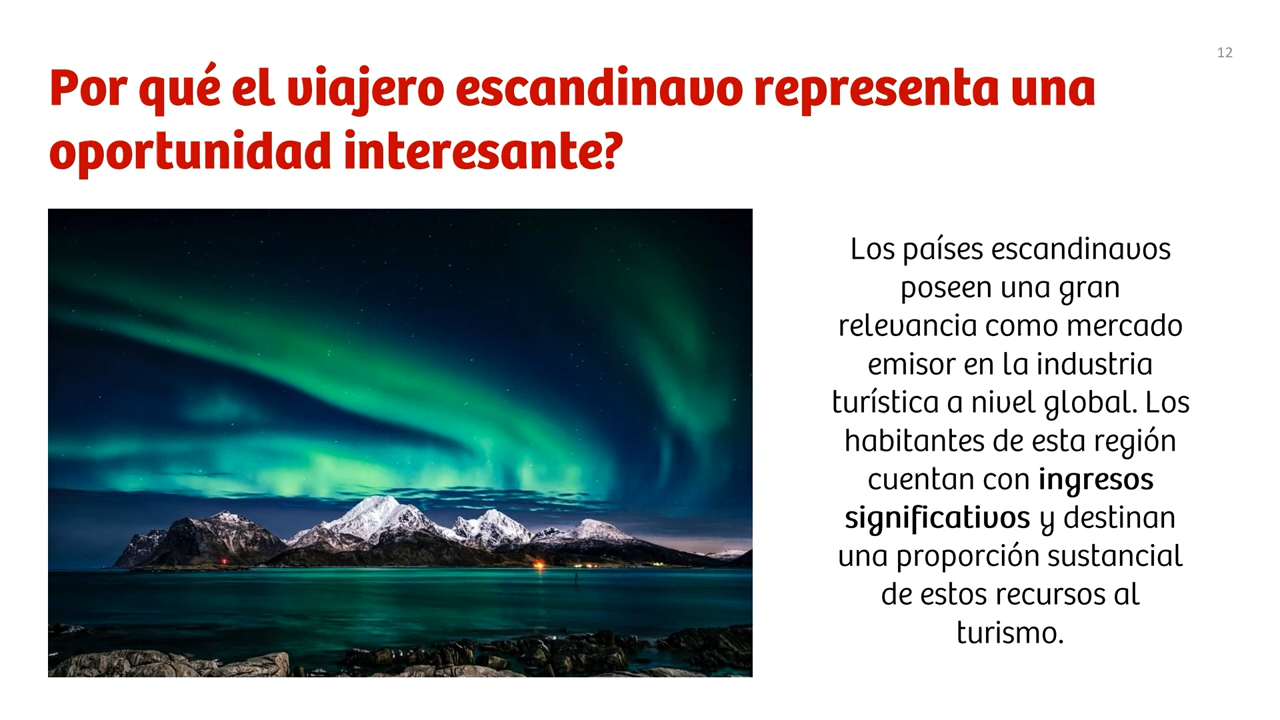 12
Por qué el viajero escandinavo representa una
oportunidad interesante?
Los países escandinavos
poseen una gran
relevancia como mercado
emisor en la industria
turística a nivel global. Los
habitantes de esta región
cuentan con ingresos
significativos y destinan
una proporción sustancial
de estos recursos al
turismo.